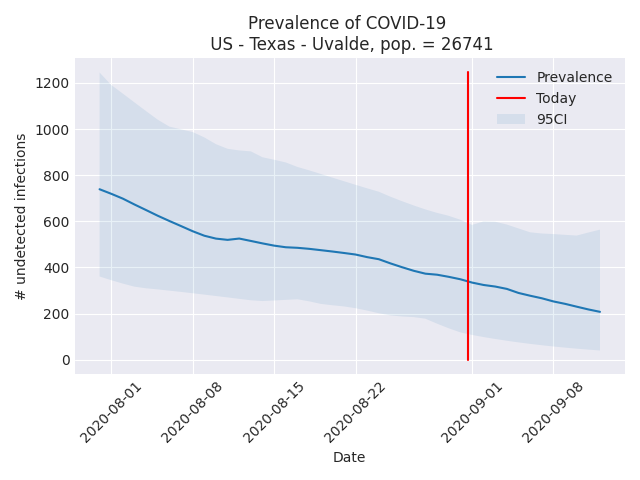 Prevalence of COVID-19
US - Texas - Uvalde, pop. = 26741
Prevalence
Today
95CI
# undetected infections
1200
1000
800
600
400
200
0
2020-08-01
2020-08-08
2020-08-15
2020-08-22
2020-09-01
2020-09-08
Date